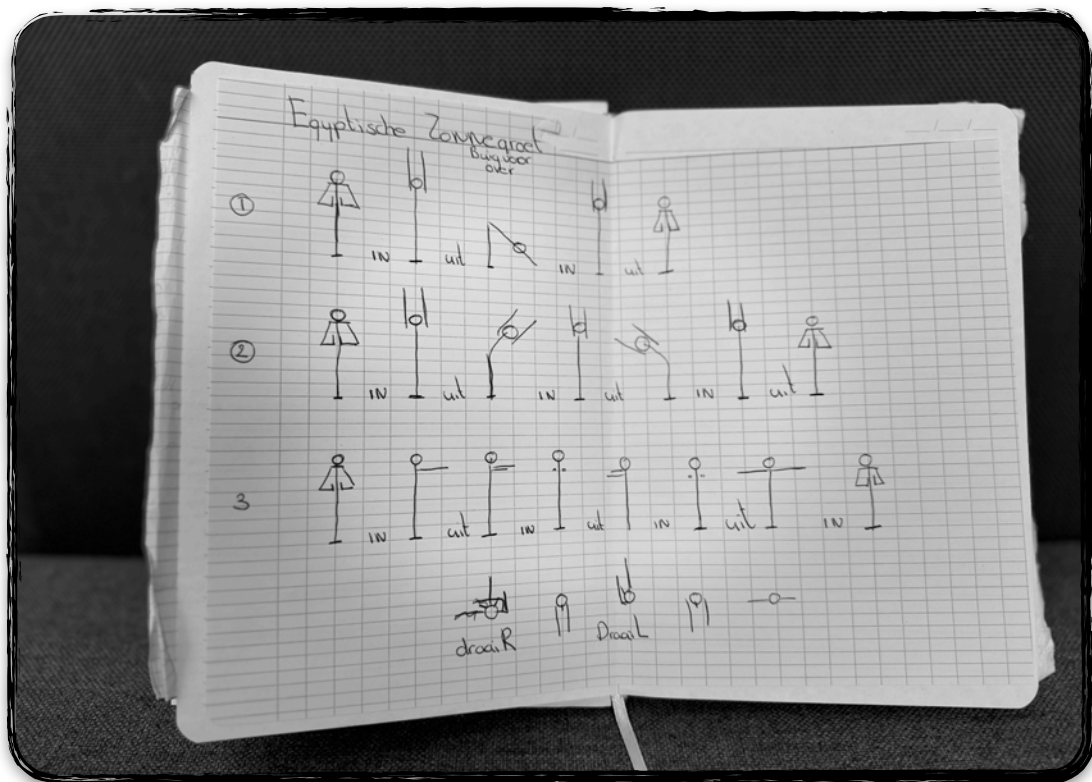 Egyptische Zonnegroet
Buig voor
over
①
IN uit IN uit
②
IN uit IN uit IN uit
3
IN uit IN uit IN uit IN
draai R Draai L